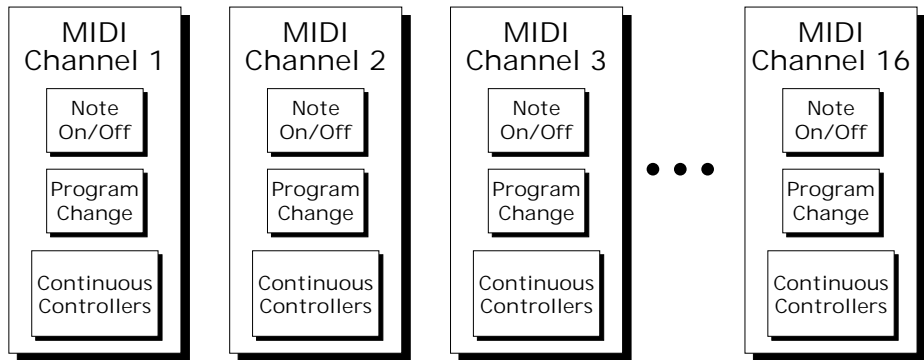 MIDI
Channel 1
Note
On/Off
Program
Change
Continuous
Controllers
MIDI
Channel 2
Note
On/Off
Program
Change
Continuous
Controllers
MIDI
Channel 3
Note
On/Off
Program
Change
Continuous
Controllers
MIDI
Channel 16
Note
On/Off
Program
Change
Continuous
Controllers